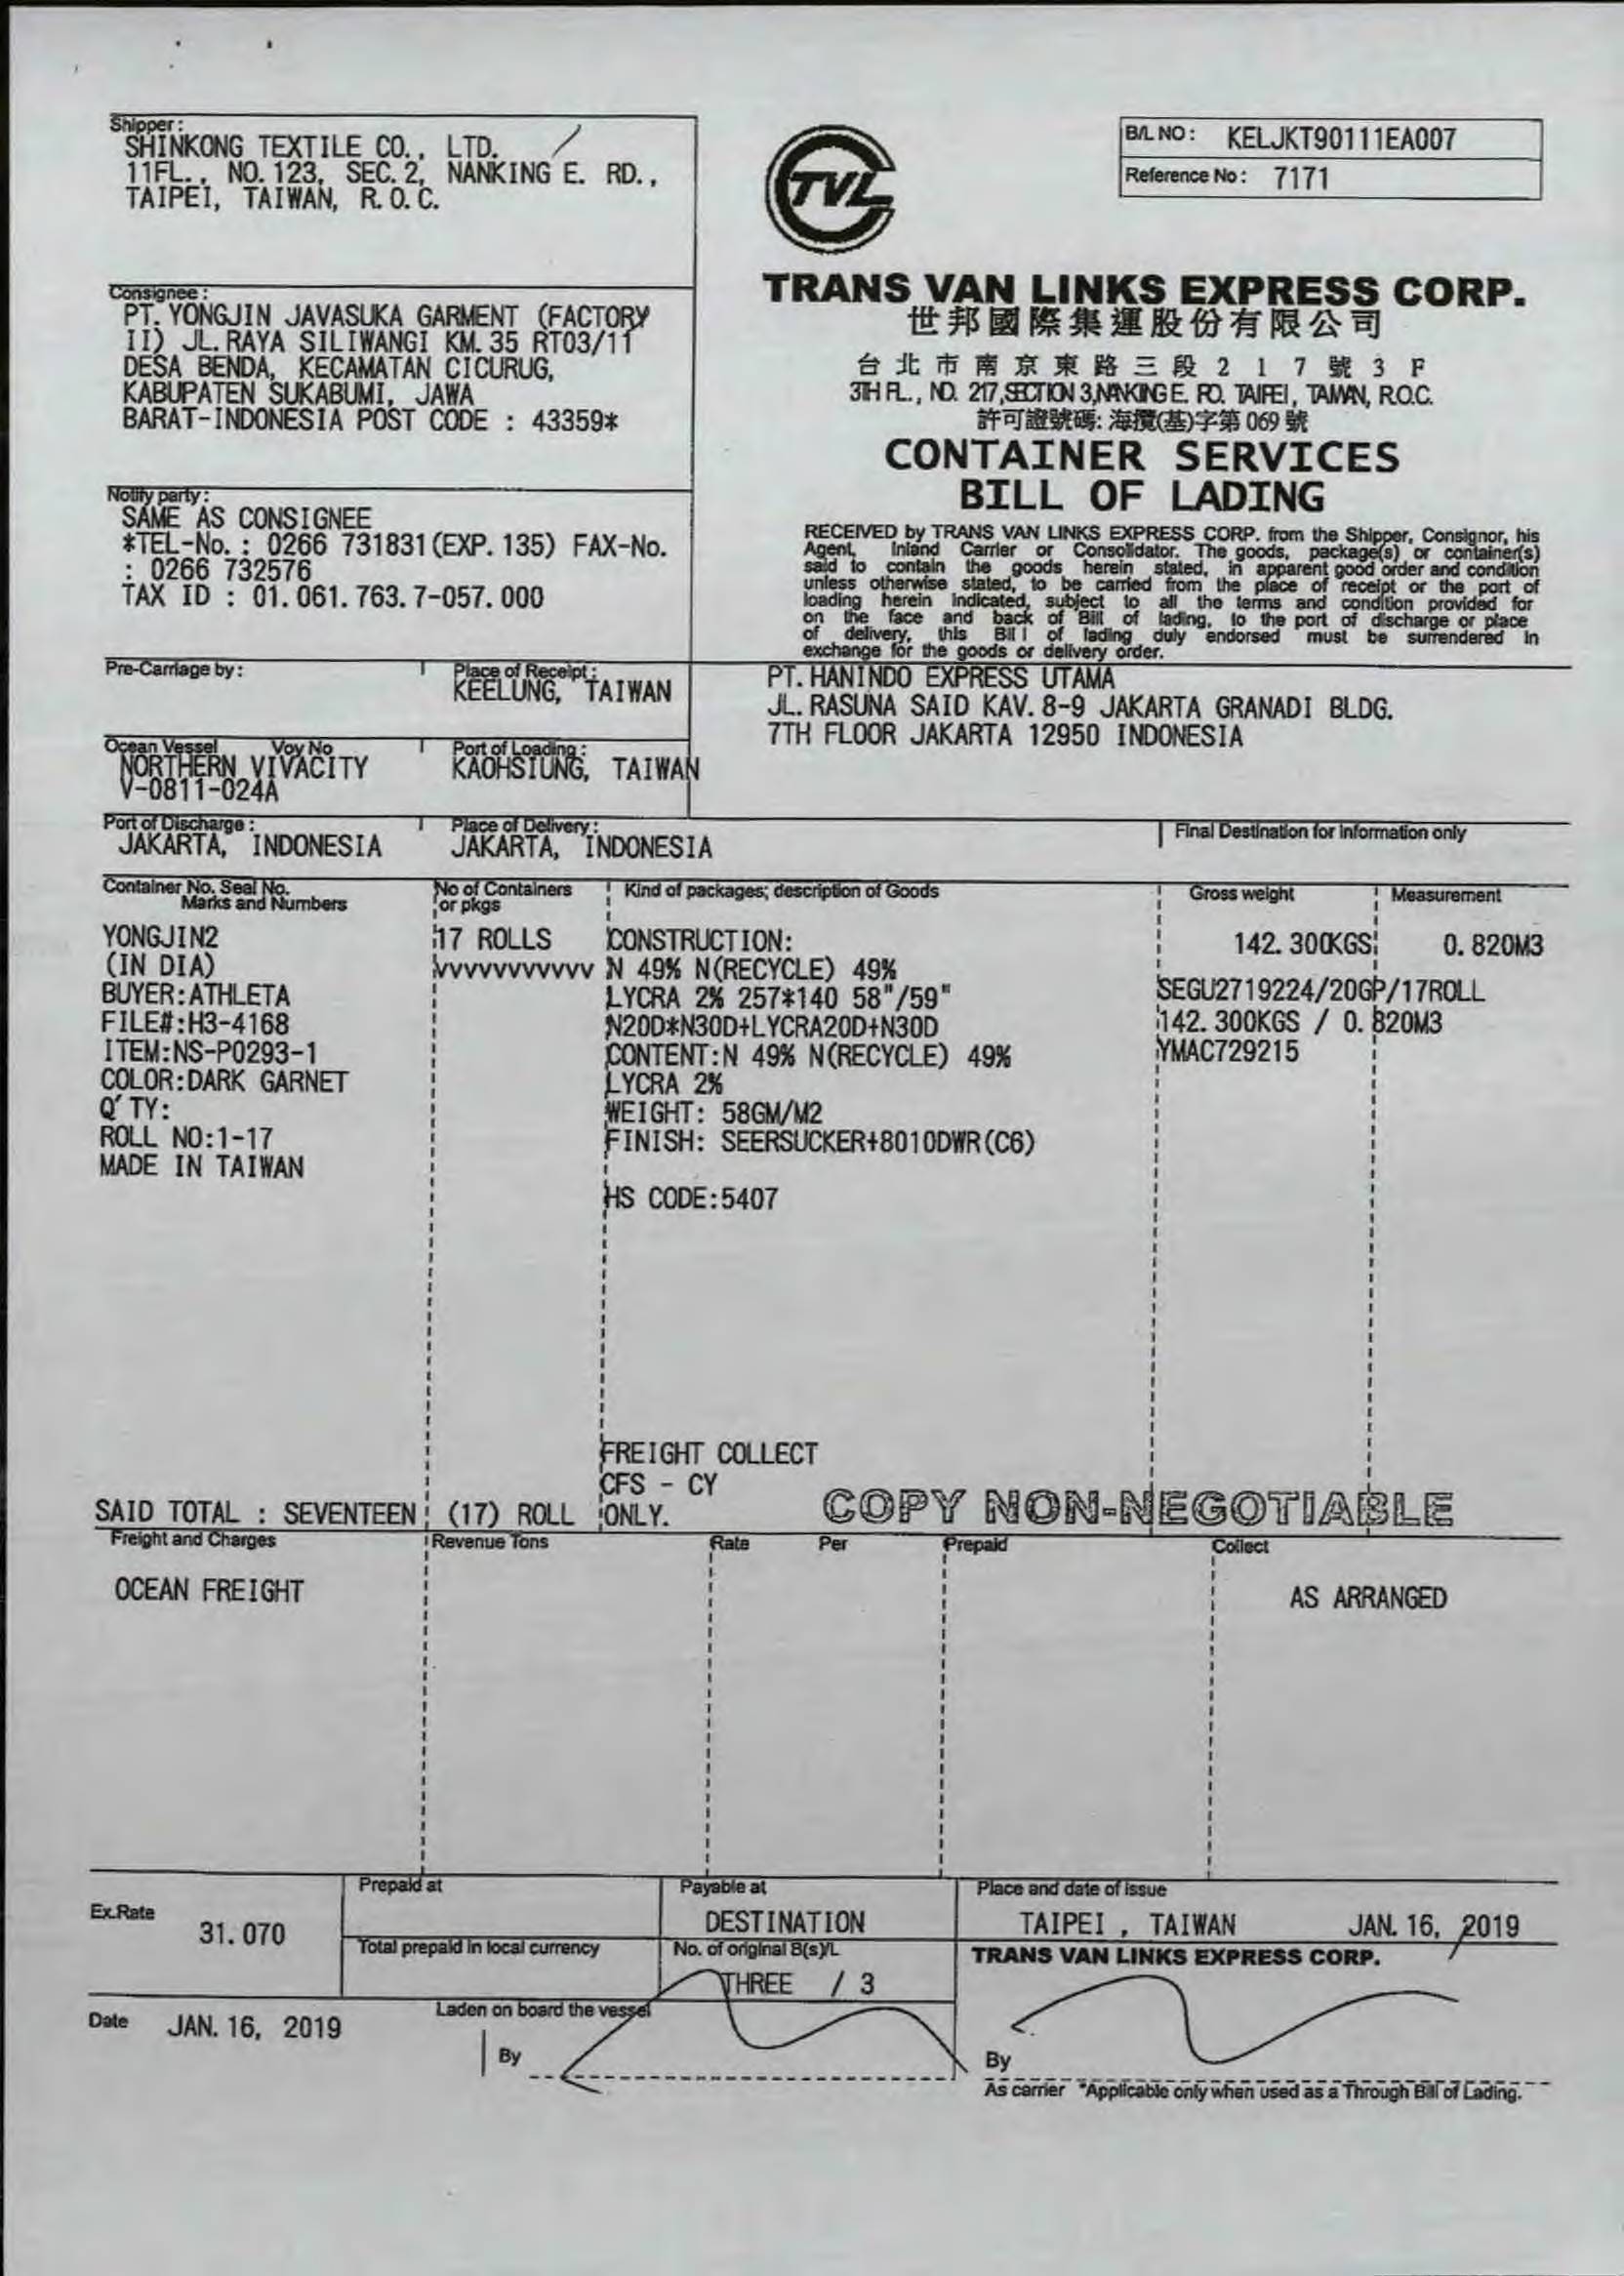 Shipper:
SHINKONG TEXTILE CO., LTD.
11FL., NO.123, SEC.2, NANKING E. RD.,
TAIPEI, TAIWAN, R.O.C.
B/L NO: KELJKT90111EA007
Reference No: 7171
TVL
TRANS VAN LINKS EXPRESS CORP.
世邦國際集運股份有限公司
台北市南京東路三段217號3F
3TH FL., NO. 217,SECTION 3,NANKING E. RD. TAIPEI, TAIWAN, R.O.C.
許可證號碼: 海攬(基)字第 069 號
CONTAINER SERVICES
BILL OF LADING
Consignee:
PT. YONGJIN JAVASUKA GARMENT (FACTORY
II) JL.RAYA SILIWANGI KM.35 RT03/11
DESA BENDA, KECAMATAN CICURUG,
KABUPATEN SUKABUMI, JAWA
BARAT-INDONESIA POST CODE : 43359*
Notify party:
SAME AS CONSIGNEE
*TEL-No. : 0266 731831(EXP.135) FAX-No.
: 0266 732576
TAX ID : 01.061.763.7-057.000
RECEIVED by TRANS VAN LINKS EXPRESS CORP. from the Shipper, Consignor, his
Agent, Inland Carrier or Consolidator. The goods, package(s) or container(s)
said to contain the goods herein stated, in apparent good order and condition
unless otherwise stated, to be carried from the place of receipt or the port of
loading herein indicated, subject to all the terms and condition provided for
on the face and back of Bill of lading, to the port of discharge or place
of delivery, this Bill of lading duly endorsed must be surrendered in
exchange for the goods or delivery order.
Pre-Carriage by:
Place of Receipt:
KEELUNG, TAIWAN
PT. HANINDO EXPRESS UTAMA
JL. RASUNA SAID KAV. 8-9 JAKARTA GRANADI BLDG.
7TH FLOOR JAKARTA 12950 INDONESIA
Ocean Vessel Voy No
NORTHERN VIVACITY
V-0811-024A
Port of Loading:
KAOHSIUNG, TAIWAN
Port of Discharge:
JAKARTA, INDONESIA
Place of Delivery:
JAKARTA, INDONESIA
Final Destination for information only
Container No. Seal No.
Marks and Numbers
No of Containers
or pkgs
Kind of packages; description of Goods
Gross weight
Measurement
YONGJIN2
(IN DIA)
BUYER:ATHLETA
FILE#:H3-4168
ITEM:NS-P0293-1
COLOR:DARK GARNET
Q'TY:
ROLL NO:1-17
MADE IN TAIWAN
17 ROLLS
VVVVVVVVVVV
CONSTRUCTION:
N 49% N(RECYCLE) 49%
LYCRA 2% 257*140 58"/59"
N20D*N30D+LYCRA20D+N30D
CONTENT:N 49% N(RECYCLE) 49%
LYCRA 2%
WEIGHT: 58GM/M2
FINISH: SEERSUCKER+8010DWR(C6)
HS CODE:5407
142.300KGS
0.820M3
SEGU2719224/20GP/17ROLL
142.300KGS / 0.820M3
YMAC729215
FREIGHT COLLECT
CFS - CY
SAID TOTAL : SEVENTEEN (17) ROLL ONLY.
COPY NON-NEGOTIABLE
Freight and Charges
Revenue Tons
Rate
Per
Prepaid
Collect
OCEAN FREIGHT
AS ARRANGED
Ex.Rate
31.070
Prepaid at
Payable at
DESTINATION
Place and date of issue
TAIPEI , TAIWAN JAN. 16, 2019
Total prepaid in local currency
No. of original B(s)/L
THREE / 3
TRANS VAN LINKS EXPRESS CORP.
Date JAN. 16, 2019
Laden on board the vessel
By
By
As carrier *Applicable only when used as a Through Bill of Lading.